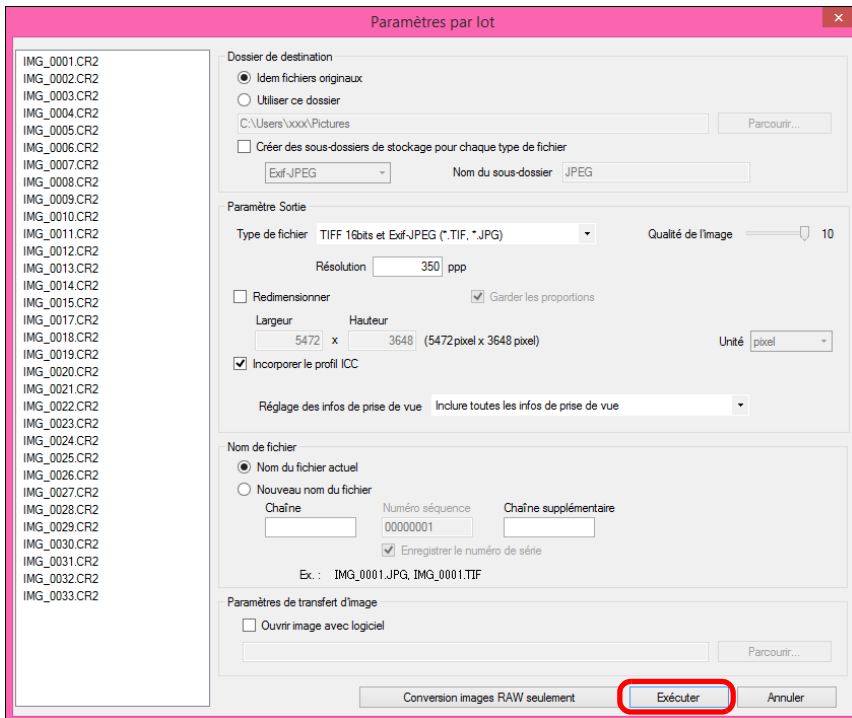 Paramètres par lot
IMG_0001.CR2
IMG_0002.CR2
IMG_0003.CR2
IMG_0004.CR2
IMG_0005.CR2
IMG_0006.CR2
IMG_0007.CR2
IMG_0008.CR2
IMG_0009.CR2
IMG_0010.CR2
IMG_0011.CR2
IMG_0012.CR2
IMG_0013.CR2
IMG_0014.CR2
IMG_0015.CR2
IMG_0017.CR2
IMG_0018.CR2
IMG_0019.CR2
IMG_0020.CR2
IMG_0021.CR2
IMG_0022.CR2
IMG_0023.CR2
IMG_0024.CR2
IMG_0025.CR2
IMG_0026.CR2
IMG_0027.CR2
IMG_0028.CR2
IMG_0029.CR2
IMG_0030.CR2
IMG_0031.CR2
IMG_0032.CR2
IMG_0033.CR2
Dossier de destination
Idem fichiers originaux
Utiliser ce dossier
C:\Users\xxx\Pictures Parcourir...
Créer des sous-dossiers de stockage pour chaque type de fichier
Exif-JPEG Nom du sous-dossier JPEG
Paramètre Sortie
Type de fichier TIFF 16bits et Exif-JPEG (*.TIF, *.JPG) Qualité de l'image 10
Résolution 350 ppp
Redimensionner Garder les proportions
Largeur Hauteur
5472 x 3648 (5472pixel x 3648 pixel) Unité pixel
Incorporer le profil ICC
Réglage des infos de prise de vue Inclure toutes les infos de prise de vue
Nom de fichier
Nom du fichier actuel
Nouveau nom du fichier
Chaîne Numéro séquence Chaîne supplémentaire
00000001
Enregistrer le numéro de série
Ex. : IMG_0001.JPG, IMG_0001.TIF
Paramètres de transfert d'image
Ouvrir image avec logiciel
Parcourir...
Conversion images RAW seulement Exécuter Annuler